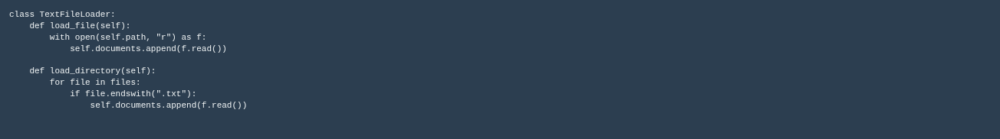 class TextFileLoader:
    def load_file(self):
        with open(self.path, "r") as f:
            self.documents.append(f.read())

    def load_directory(self):
        for file in files:
            if file.endswith(".txt"):
                self.documents.append(f.read())